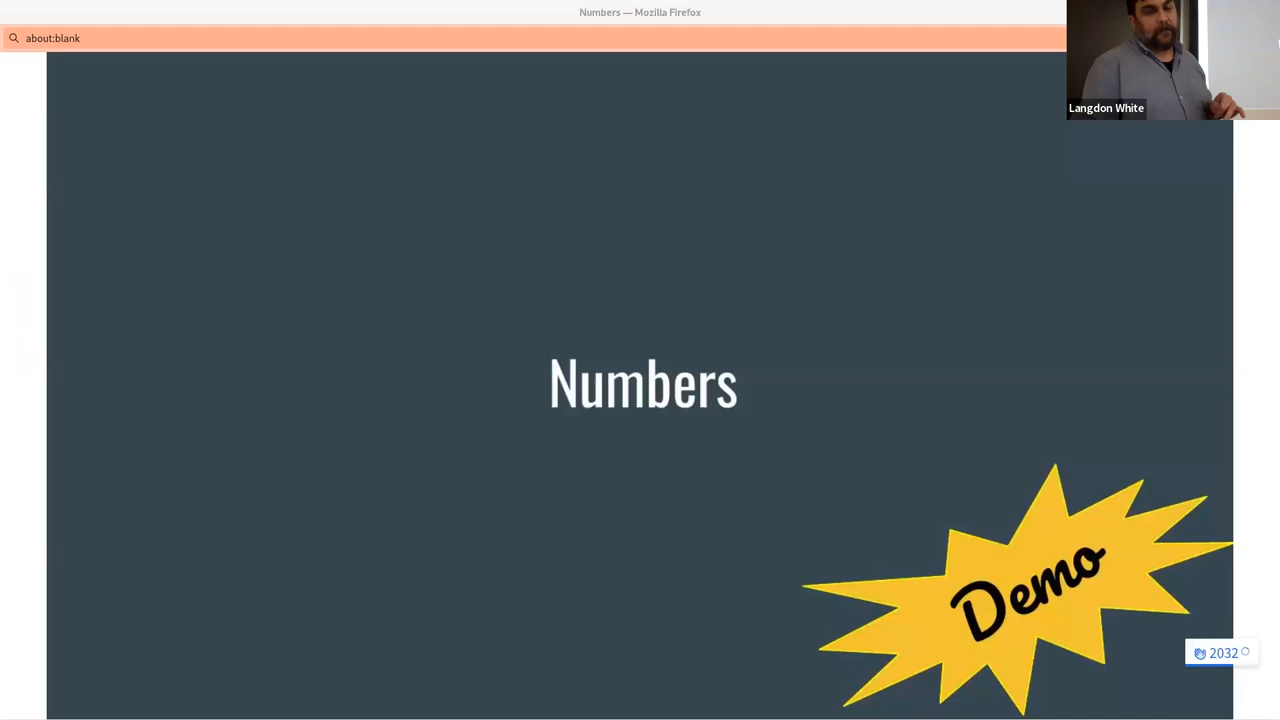 Numbers — Mozilla Firefox
about:blank
Langdon White
Numbers
Demo
2032